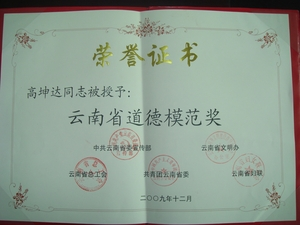 荣誉证书
高坤达同志被授予：
云南省道德模范奖
中共云南省委宣传部 云南省文明办
云南省总工会 共青团云南省委 云南省妇联
二○○九年十二月